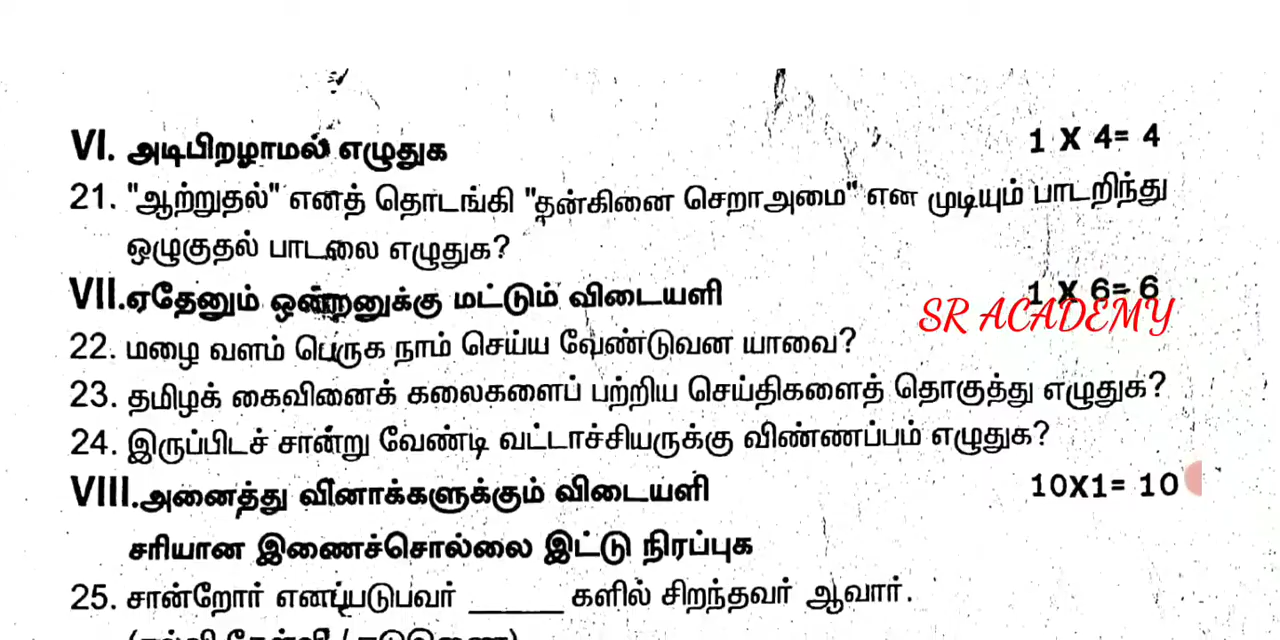 VI. அடிபிறழாமல் எழுதுக 1 X 4= 4
21. "ஆற்றுதல்" எனத் தொடங்கி "தன்கினை செறாஅமை" என முடியும் பாடறிந்து
ஒழுகுதல் பாடலை எழுதுக?
VII.ஏதேனும் ஒன்றனுக்கு மட்டும் விடையளி 1 X 6= 6
SR ACADEMY
22. மழை வளம் பெருக நாம் செய்ய வேண்டுவன யாவை?
23. தமிழக் கைவினைக் கலைகளைப் பற்றிய செய்திகளைத் தொகுத்து எழுதுக?
24. இருப்பிடச் சான்று வேண்டி வட்டாச்சியருக்கு விண்ணப்பம் எழுதுக?
VIII.அனைத்து வினாக்களுக்கும் விடையளி 10X1= 10
சரியான இணைச்சொல்லை இட்டு நிரப்புக
25. சான்றோர் எனப்படுபவர் ______ களில் சிறந்தவர் ஆவார்.